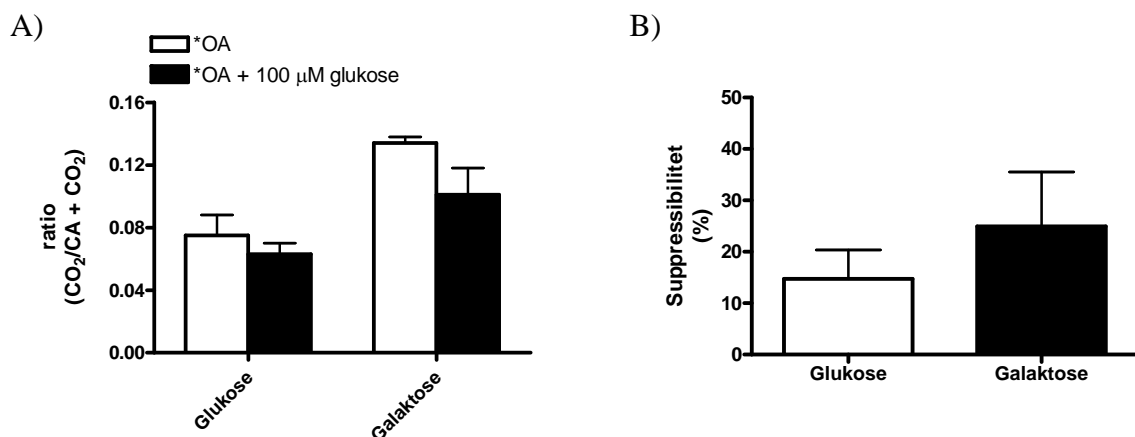 A)
*OA
*OA + 100 μM glukose
ratio
(CO₂/CA + CO₂)
0.16
0.12
0.08
0.04
0.00
Glukose
Galaktose
B)
Suppressibilitet
(%)
50
40
30
20
10
0
Glukose
Galaktose